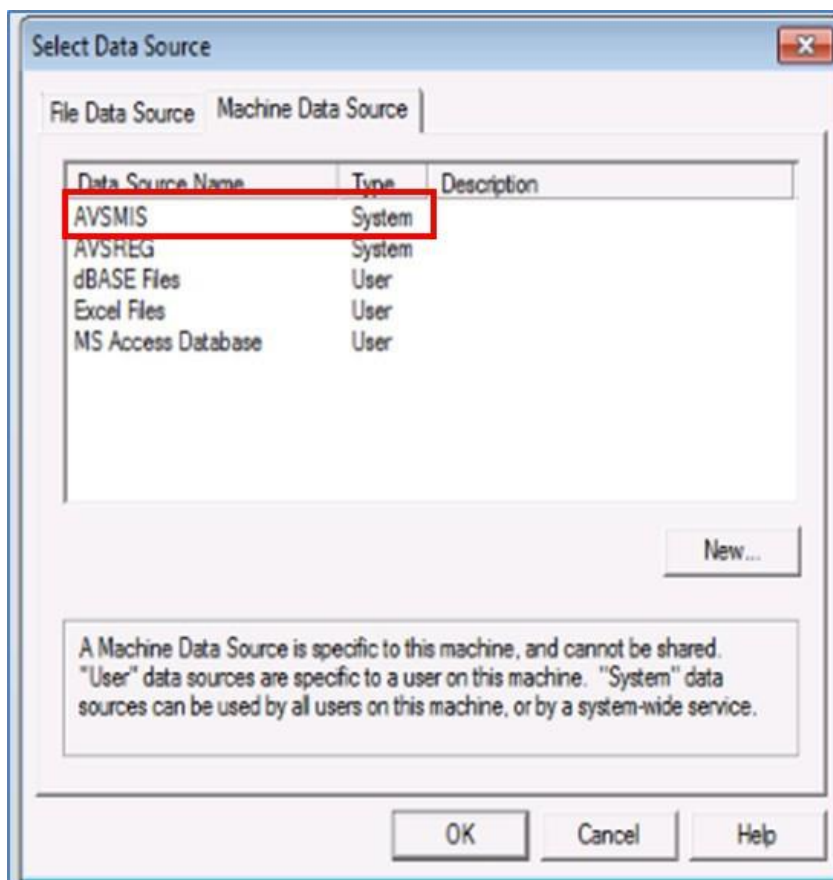 Select Data Source
File Data Source Machine Data Source
Data Source Name Type Description
AVSMIS System
AVSREG System
dBASE Files User
Excel Files User
MS Access Database User
New...
A Machine Data Source is specific to this machine, and cannot be shared.
"User" data sources are specific to a user on this machine. "System" data
sources can be used by all users on this machine, or by a system-wide service.
OK Cancel Help